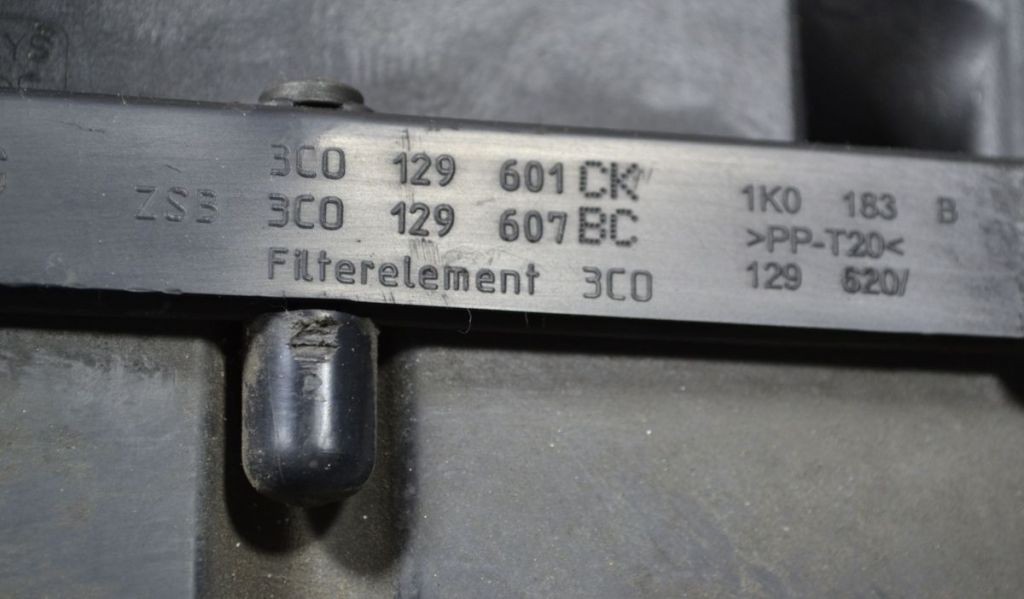 3C0 129 601 CK
ZSB 3C0 129 607 BC
Filterelement 3C0
1K0 183 B
>PP-T20<
129 620/